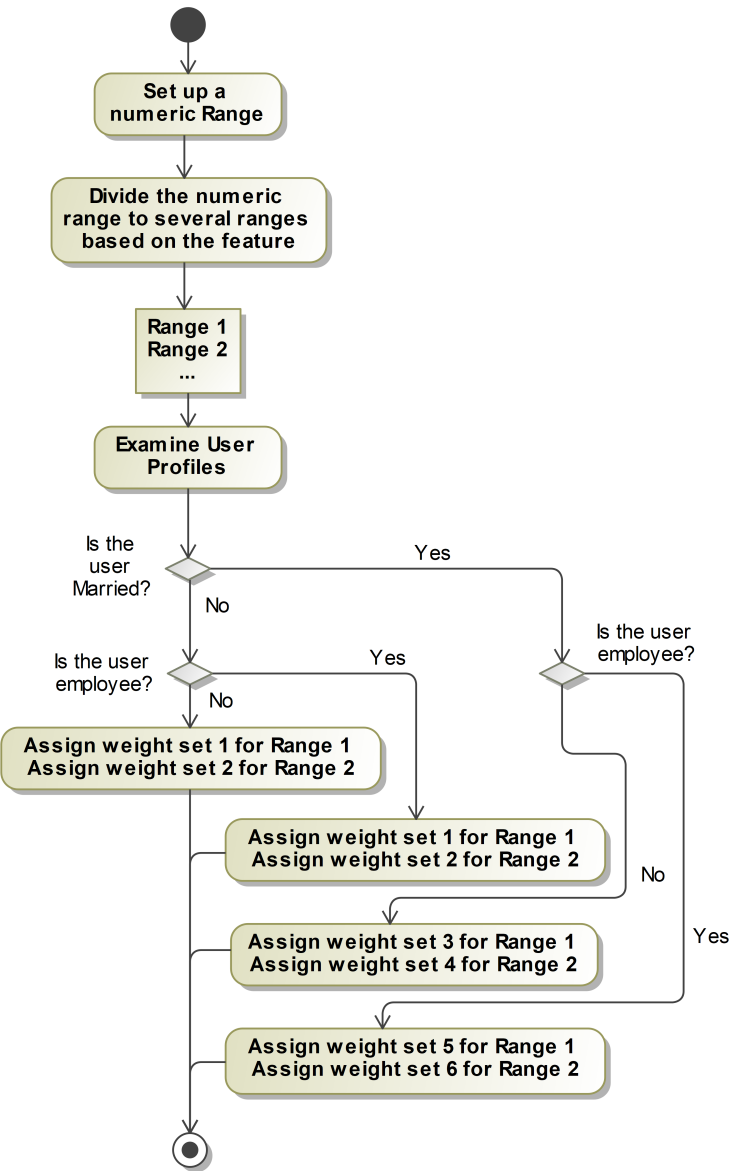 Set up a
numeric Range
Divide the numeric
range to several ranges
based on the feature
Range 1
Range 2
...
Examine User
Profiles
Is the
user
Married?
Yes
No
Is the user
employee?
Yes
No
Is the user
employee?
Assign weight set 1 for Range 1
Assign weight set 2 for Range 2
Assign weight set 1 for Range 1
Assign weight set 2 for Range 2
No
Yes
Assign weight set 3 for Range 1
Assign weight set 4 for Range 2
Assign weight set 5 for Range 1
Assign weight set 6 for Range 2